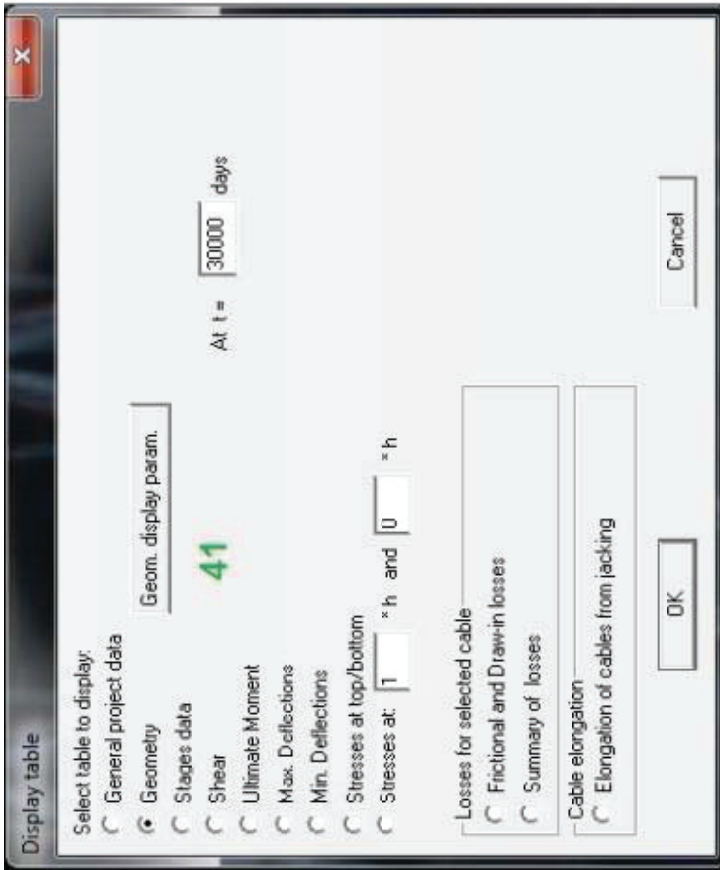 Display table
x
Select table to display:
General project data
Geometry
Geom. display param.
Stages data
Shear
41
At t = 30000 days
Ultimate Moment
Max. Deflections
Min. Deflections
Stresses at top/bottom
Stresses at: 1 * h and 0 * h
Losses for selected cable
Frictional and Draw-in losses
Summary of losses
Cable elongation
Elongation of cables from jacking
OK
Cancel